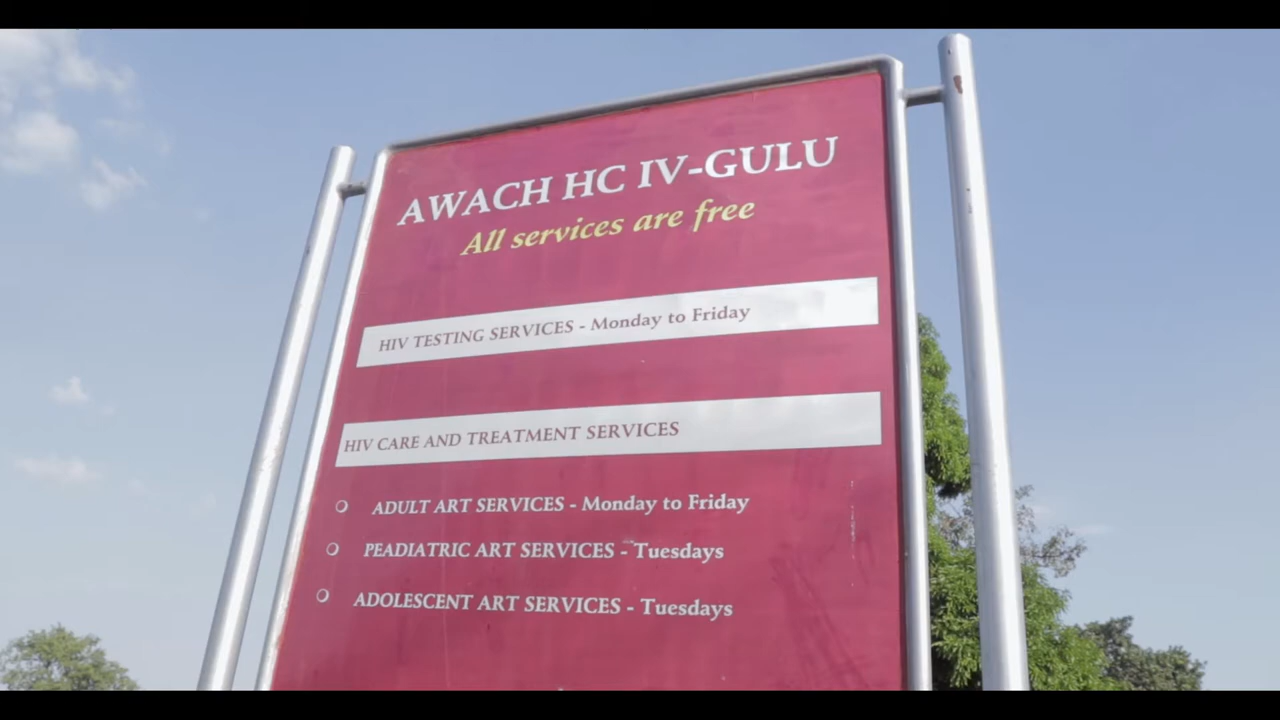 AWACH HC IV-GULU
All services are free
HIV TESTING SERVICES - Monday to Friday
HIV CARE AND TREATMENT SERVICES
ADULT ART SERVICES - Monday to Friday
PEADIATRIC ART SERVICES - Tuesdays
ADOLESCENT ART SERVICES - Tuesdays